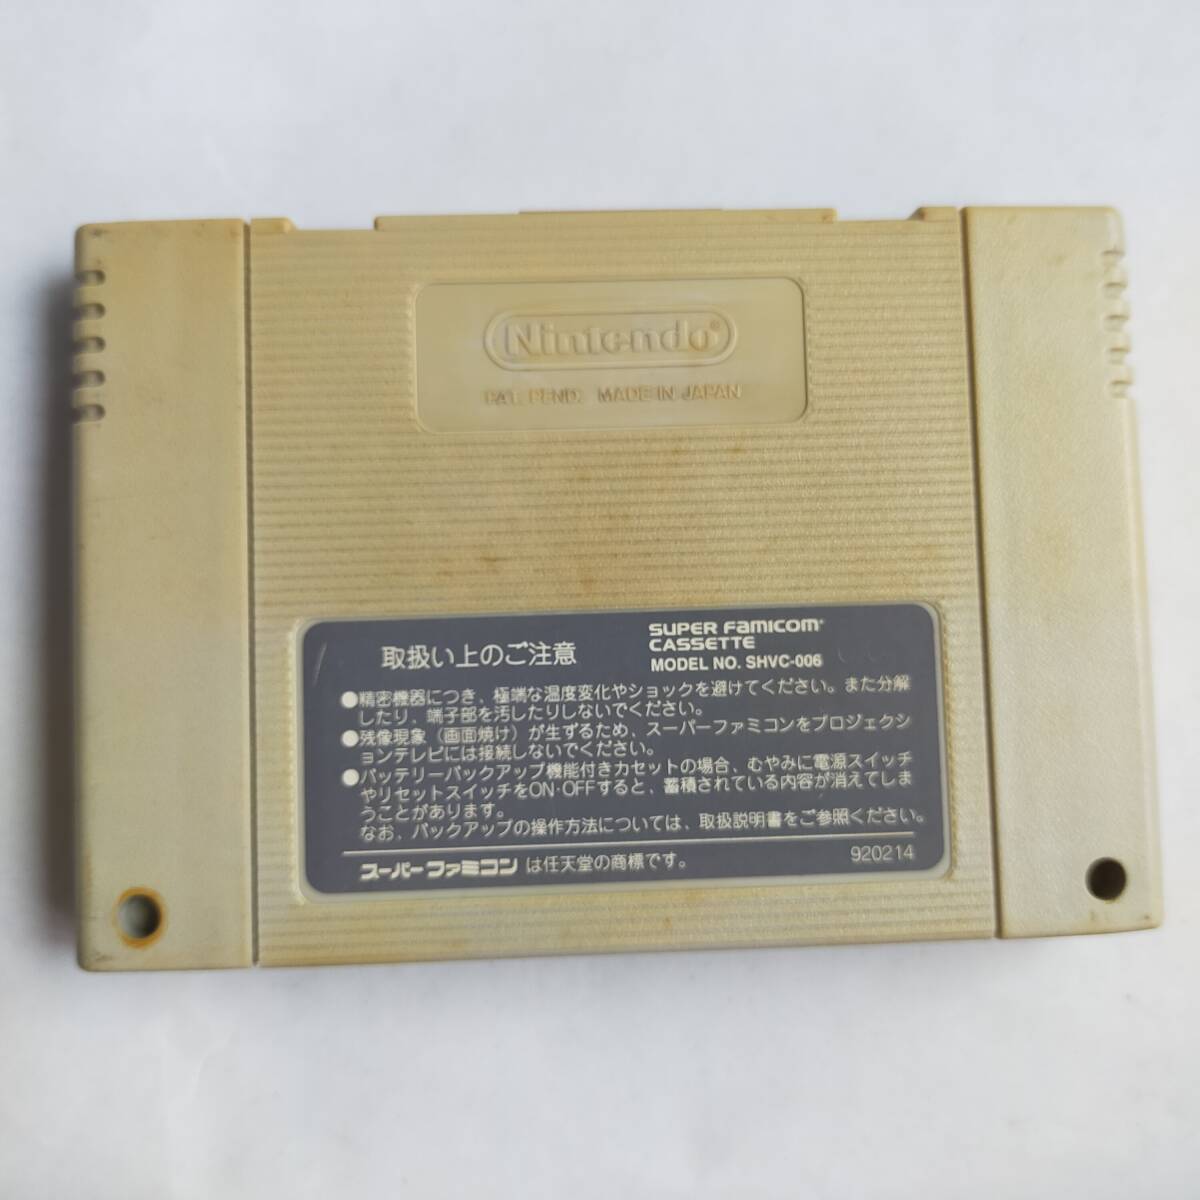 Nintendo®
PAT. PEND. MADE IN JAPAN
取扱い上のご注意
SUPER FAMICOM
CASSETTE
MODEL NO. SHVC-006
●精密機器につき、極端な温度変化やショックを避けてください。また分解
したり、端子部を汚したりしないでください。
●残像現象（画面焼け）が生ずるため、スーパーファミコンをプロジェクシ
ョンテレビには接続しないでください。
●バッテリーバックアップ機能付きカセットの場合、むやみに電源スイッチ
やリセットスイッチをON・OFFすると、蓄積されている内容が消えてしま
うことがあります。
なお、バックアップの操作方法については、取扱説明書をご参照ください。
スーパーファミコン は任天堂の商標です。
920214